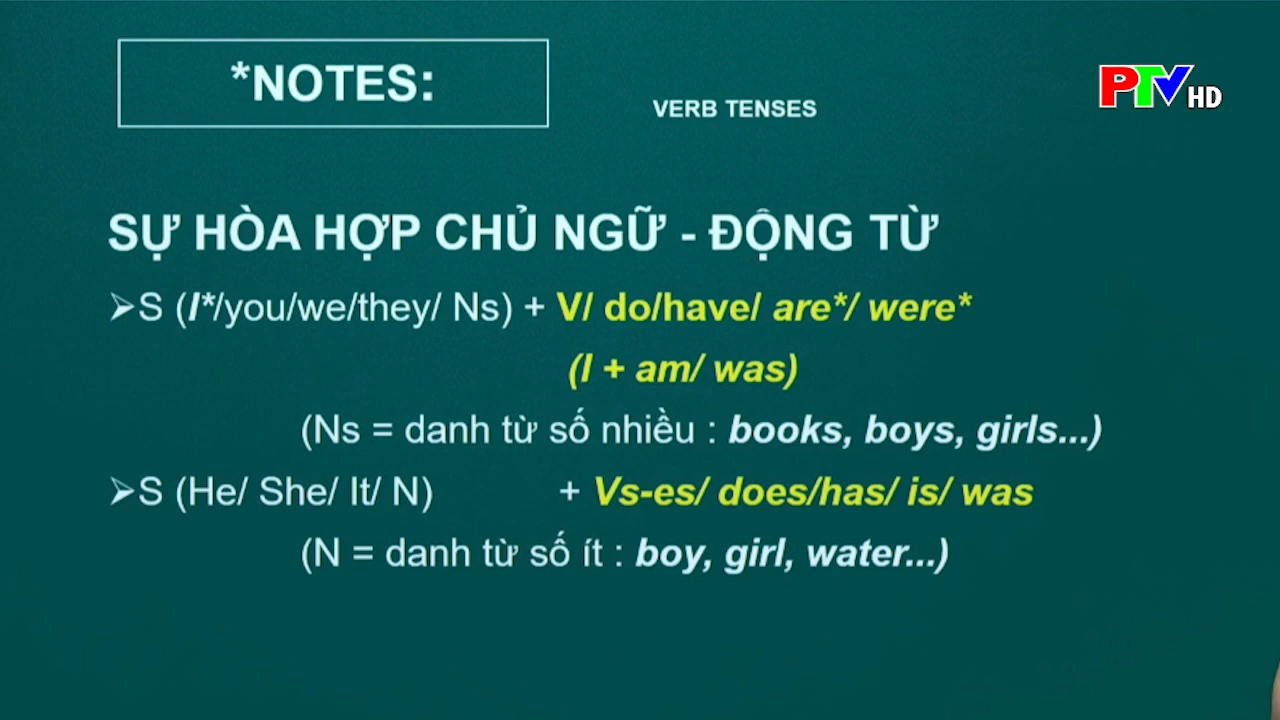 *NOTES:
VERB TENSES
PTV HD
SỰ HÒA HỢP CHỦ NGỮ - ĐỘNG TỪ
➢S (I*/you/we/they/ Ns) + V/ do/have/ are*/ were*
(I + am/ was)
(Ns = danh từ số nhiều : books, boys, girls...)
➢S (He/ She/ It/ N) + Vs-es/ does/has/ is/ was
(N = danh từ số ít : boy, girl, water...)